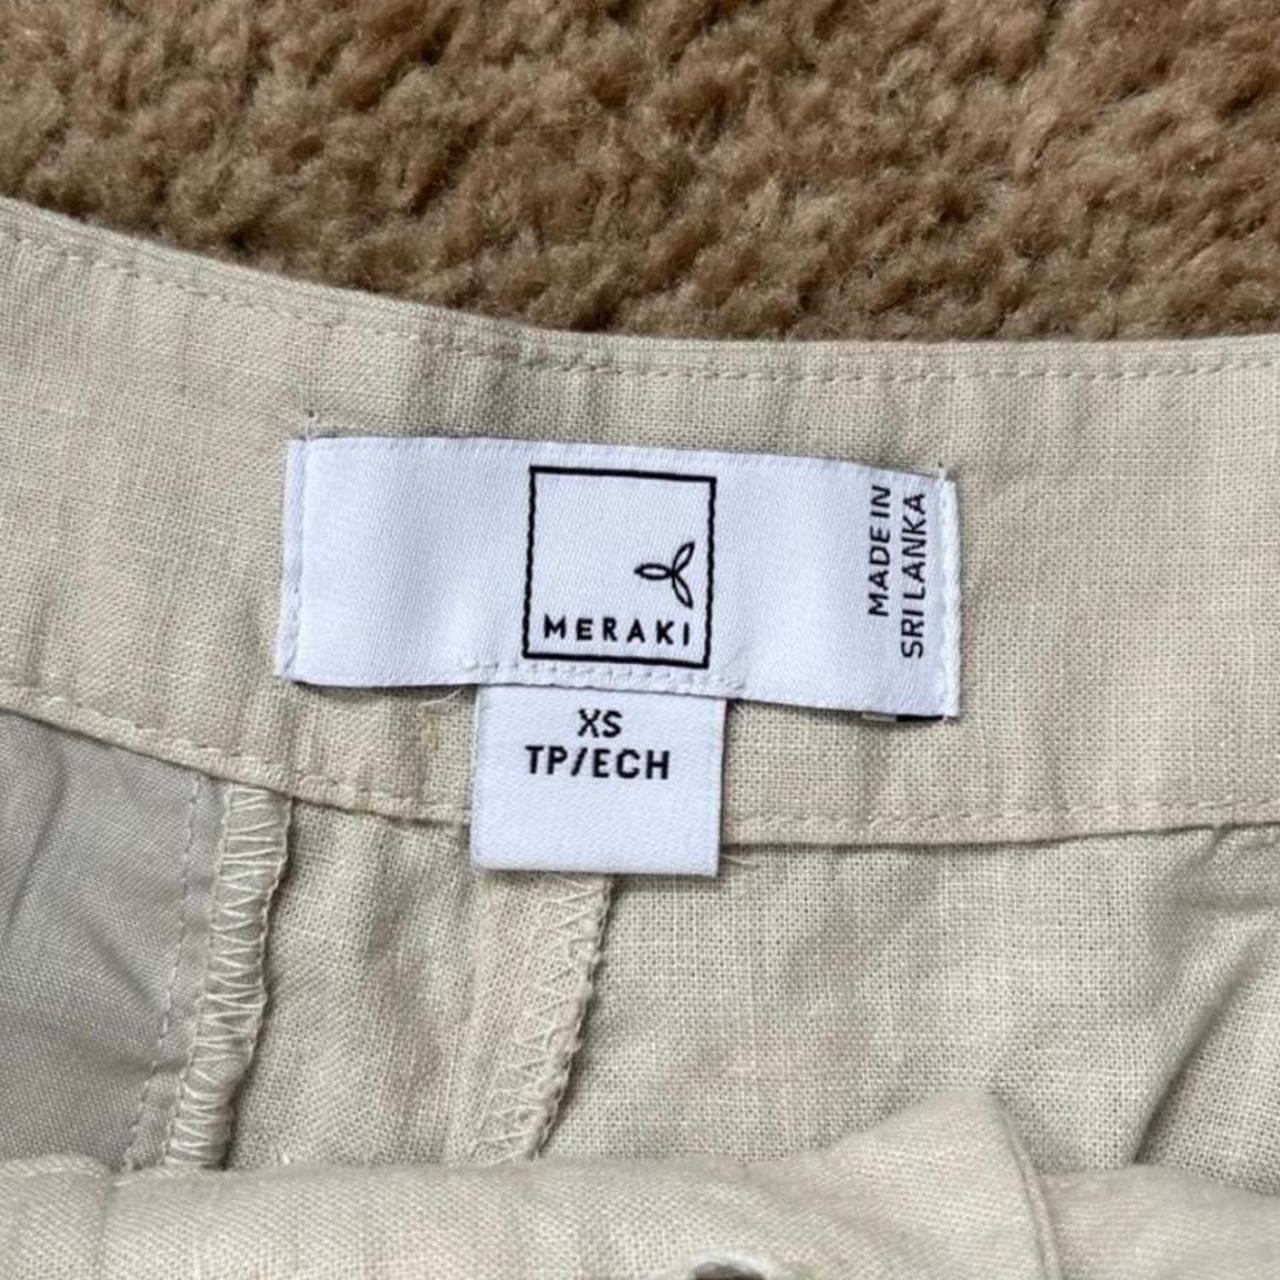 MERAKI
MADE IN
SRI LANKA
XS
TP/ECH